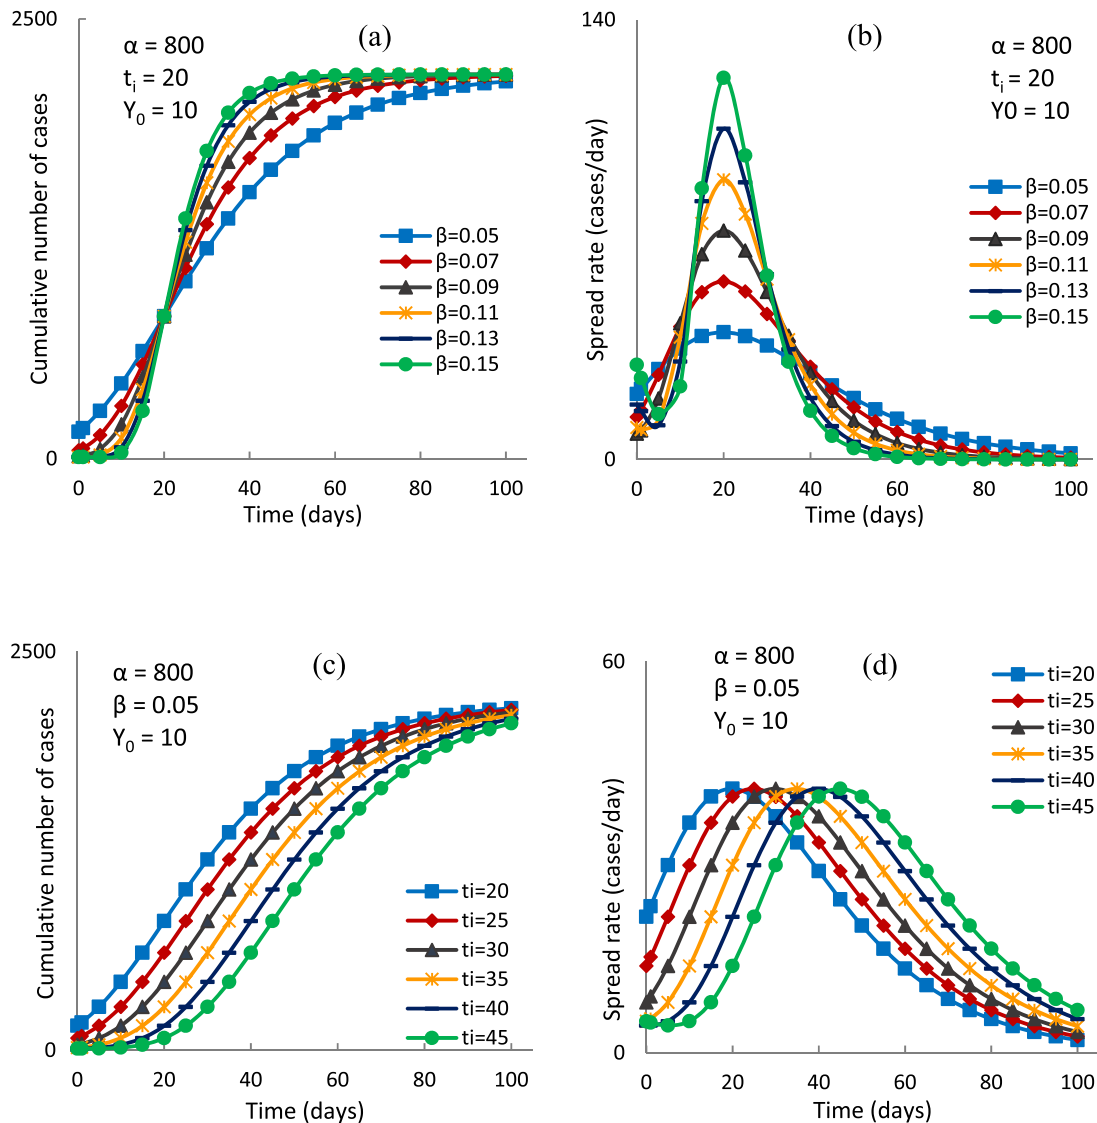 2500
α = 800
tᵢ = 20
Y₀ = 10
(a)
Cumulative number of cases
β=0.05
β=0.07
β=0.09
β=0.11
β=0.13
β=0.15
0
0 20 40 60 80 100
Time (days)
140
(b)
α = 800
tᵢ = 20
Y0 = 10
Spread rate (cases/day)
β=0.05
β=0.07
β=0.09
β=0.11
β=0.13
β=0.15
0
0 20 40 60 80 100
Time (days)
2500
α = 800
β = 0.05
Y₀ = 10
(c)
Cumulative number of cases
ti=20
ti=25
ti=30
ti=35
ti=40
ti=45
0
0 20 40 60 80 100
Time (days)
60
α = 800
β = 0.05
Y₀ = 10
(d)
Spread rate (cases/day)
ti=20
ti=25
ti=30
ti=35
ti=40
ti=45
0
0 20 40 60 80 100
Time (days)